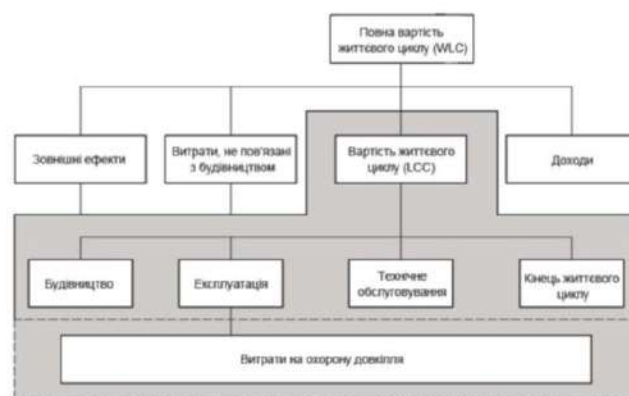 Повна вартість
життєвого циклу (WLC)
Зовнішні ефекти
Витрати, не пов'язані
з будівництвом
Вартість життєвого
циклу (LCC)
Доходи
Будівництво
Експлуатація
Технічне
обслуговування
Кінець життєвого
циклу
Витрати на охорону довкілля